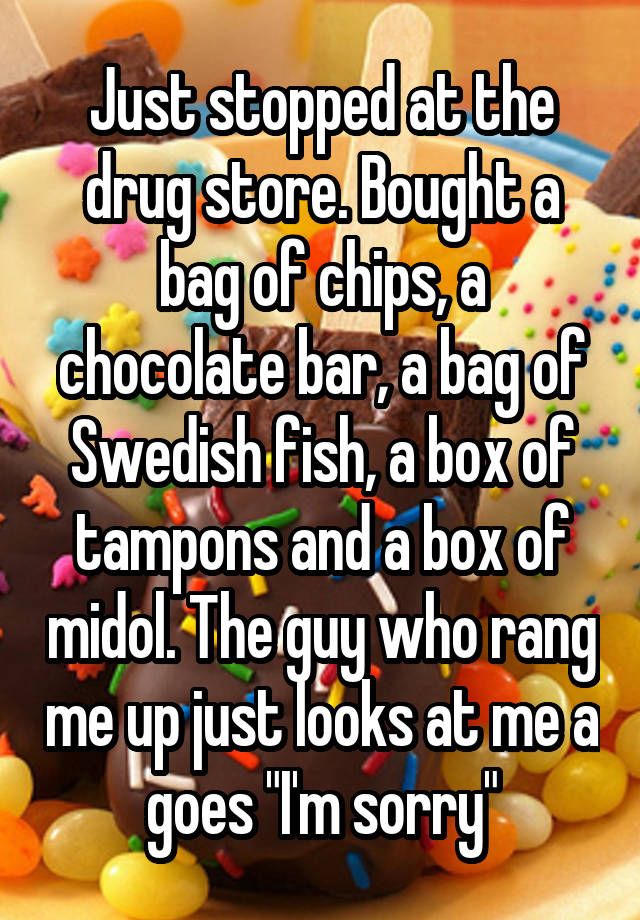 Just stopped at the
drug store. Bought a
bag of chips, a
chocolate bar, a bag of
Swedish fish, a box of
tampons and a box of
midol. The guy who rang
me up just looks at me a
goes "I'm sorry"